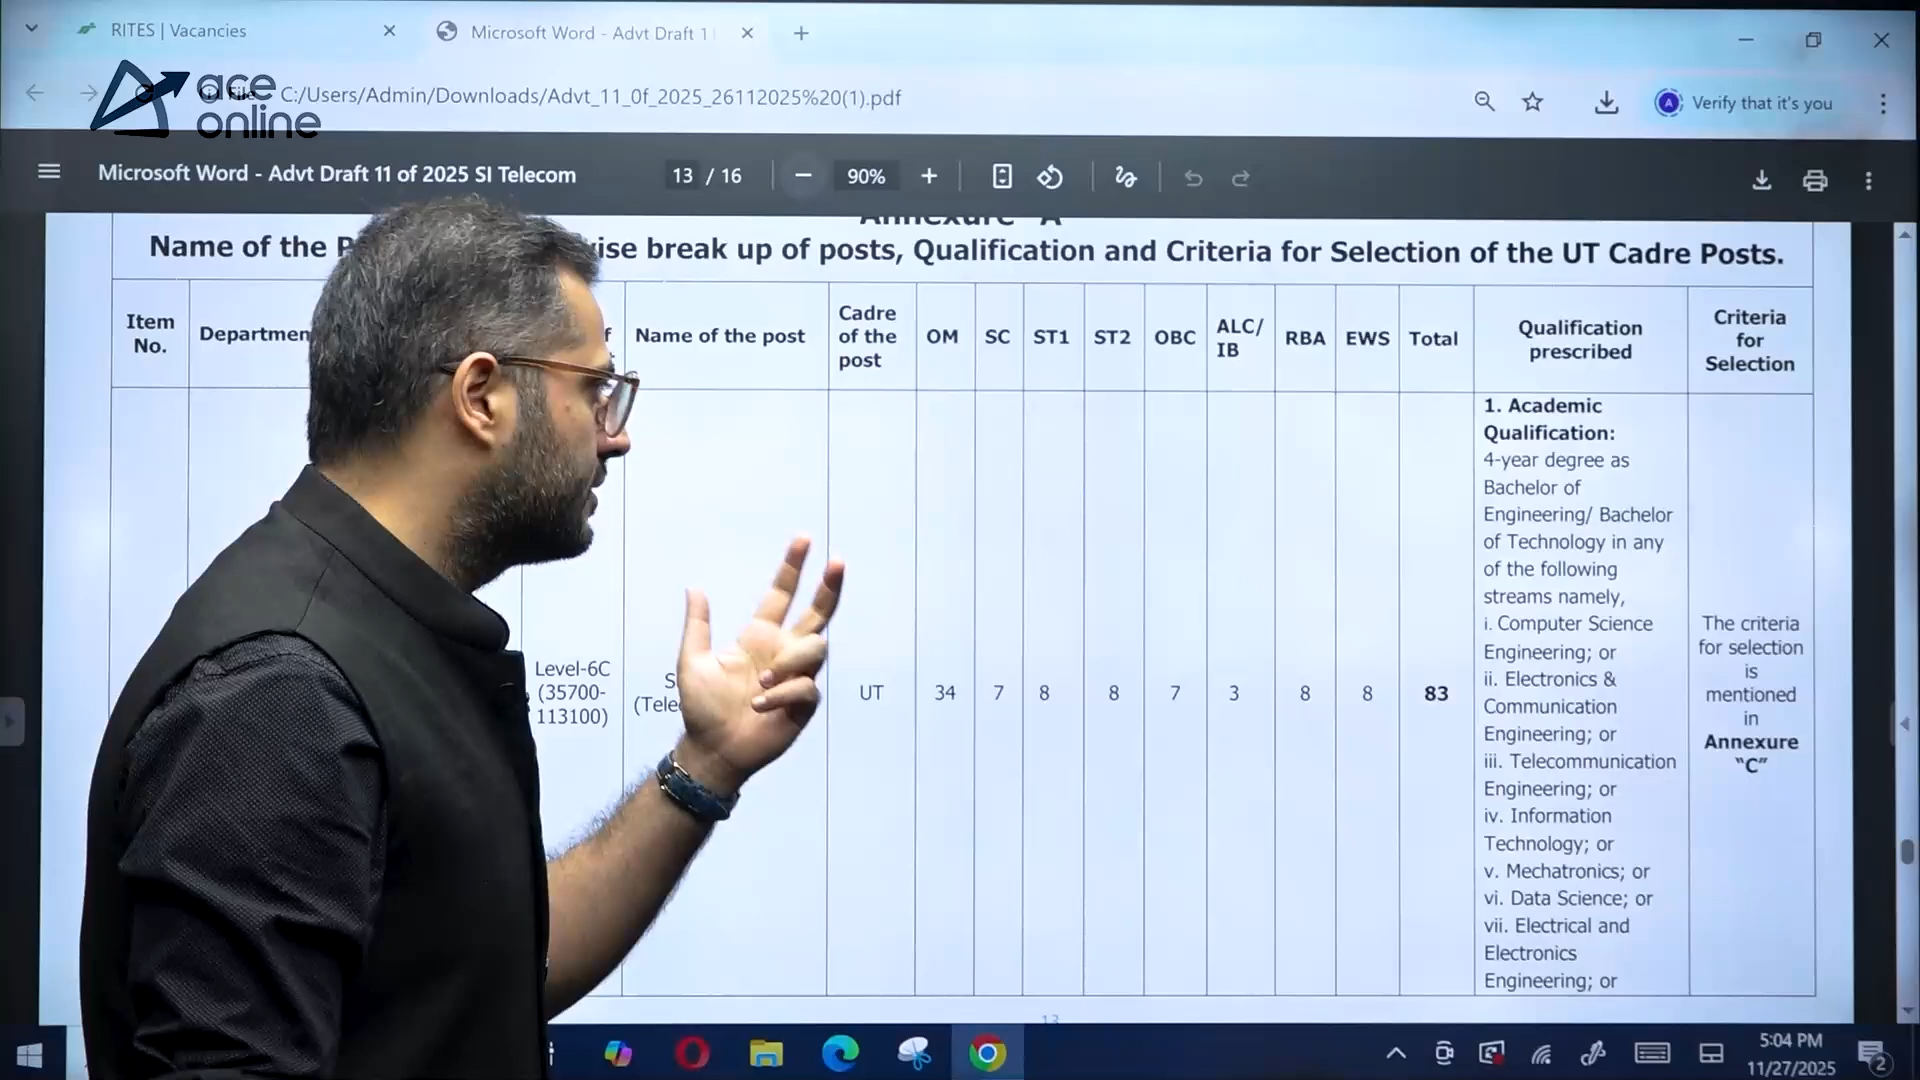 RITES | Vacancies
Microsoft Word - Advt Draft 1
ace
online
File
C:/Users/Admin/Downloads/Advt_11_0f_2025_26112025%20(1).pdf
A
Verify that it's you
Microsoft Word - Advt Draft 11 of 2025 SI Telecom
13 / 16
90%
Annexure "A"
Name of the
ise break up of posts, Qualification and Criteria for Selection of the UT Cadre Posts.
Item No.
Name of the post
Cadre of the post
OM
SC
ST1
ST2
OBC
ALC/ IB
RBA
EWS
Total
Qualification prescribed
Criteria for Selection
Level-6C
(35700-
113100)
UT
34
7
8
8
7
3
8
8
83
1. Academic
Qualification:
4-year degree as
Bachelor of
Engineering/ Bachelor
of Technology in any
of the following
streams namely,
i. Computer Science
Engineering; or
ii. Electronics &
Communication
Engineering; or
iii. Telecommunication
Engineering; or
iv. Information
Technology; or
v. Mechatronics; or
vi. Data Science; or
vii. Electrical and
Electronics
Engineering; or
The criteria
for selection
is
mentioned
in
Annexure
"C"
13
5:04 PM
11/27/2025
2